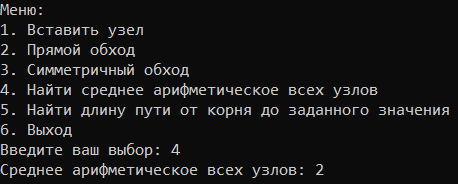 Меню:
1. Вставить узел
2. Прямой обход
3. Симметричный обход
4. Найти среднее арифметическое всех узлов
5. Найти длину пути от корня до заданного значения
6. Выход
Введите ваш выбор: 4
Среднее арифметическое всех узлов: 2